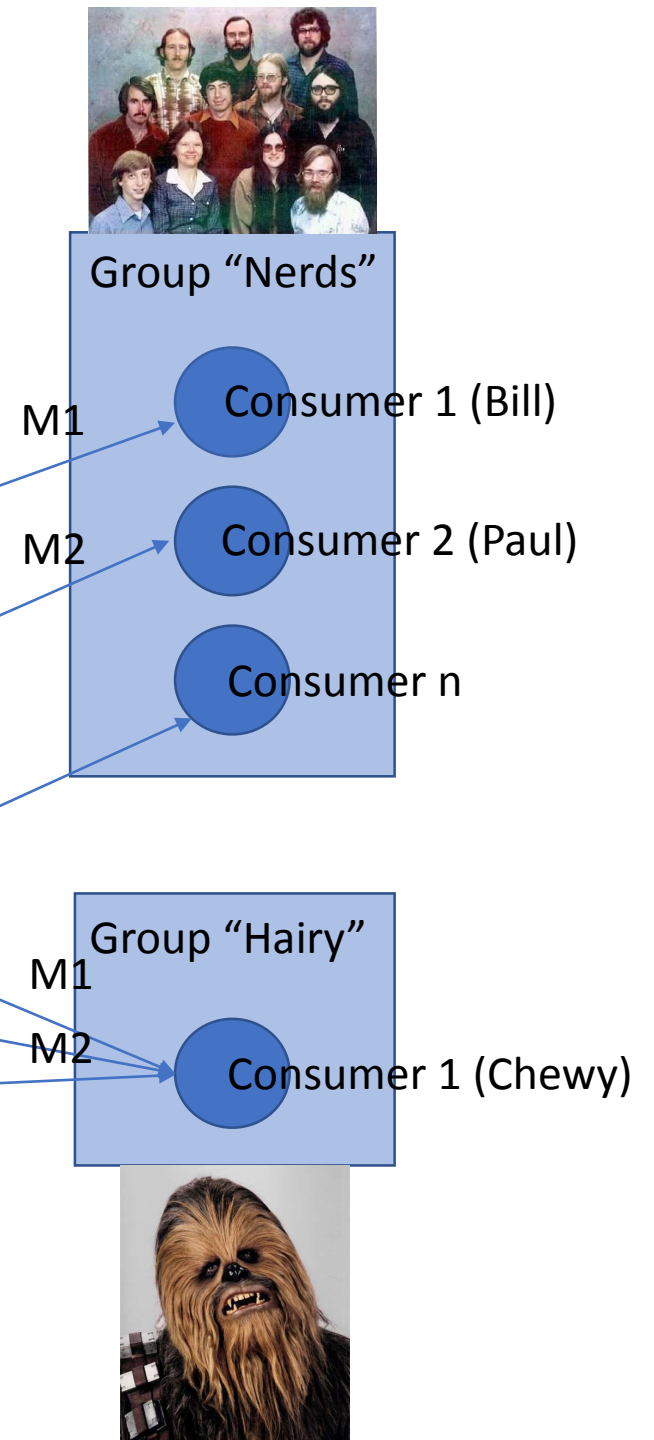 Group “Nerds”
M1
Consumer 1 (Bill)
M2
Consumer 2 (Paul)
Consumer n
Group “Hairy”
M1
M2
Consumer 1 (Chewy)